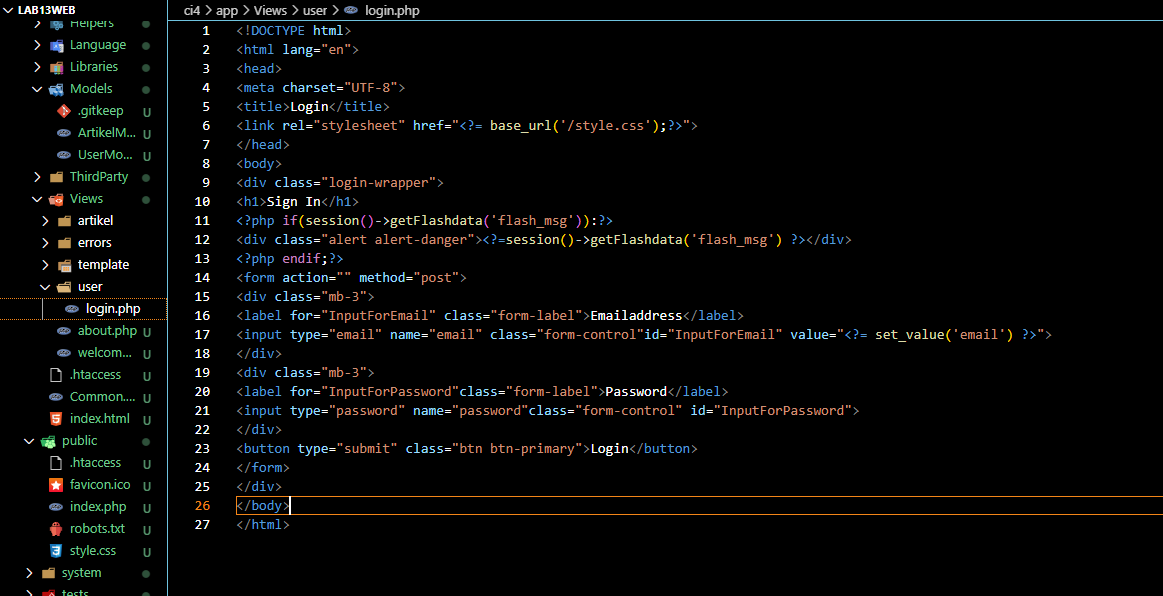 LAB13WEB
Helpers
Language
Libraries
Models
.gitkeep U
ArtikelM... U
UserMo... U
ThirdParty
Views
artikel
errors
template
user
login.php
about.php U
welcom... U
.htaccess U
Common.... U
index.html U
public
.htaccess U
favicon.ico U
index.php U
robots.txt U
style.css U
system
tests
ci4 > app > Views > user > login.php
1 <!DOCTYPE html>
2 <html lang="en">
3 <head>
4 <meta charset="UTF-8">
5 <title>Login</title>
6 <link rel="stylesheet" href="<?= base_url('/style.css');?>">
7 </head>
8 <body>
9 <div class="login-wrapper">
10 <h1>Sign In</h1>
11 <?php if(session()->getFlashdata('flash_msg')):?>
12 <div class="alert alert-danger"><?=session()->getFlashdata('flash_msg') ?></div>
13 <?php endif;?>
14 <form action="" method="post">
15 <div class="mb-3">
16 <label for="InputForEmail" class="form-label">Emailaddress</label>
17 <input type="email" name="email" class="form-control"id="InputForEmail" value="<?= set_value('email') ?>">
18 </div>
19 <div class="mb-3">
20 <label for="InputForPassword"class="form-label">Password</label>
21 <input type="password" name="password"class="form-control" id="InputForPassword">
22 </div>
23 <button type="submit" class="btn btn-primary">Login</button>
24 </form>
25 </div>
26 </body>
27 </html>